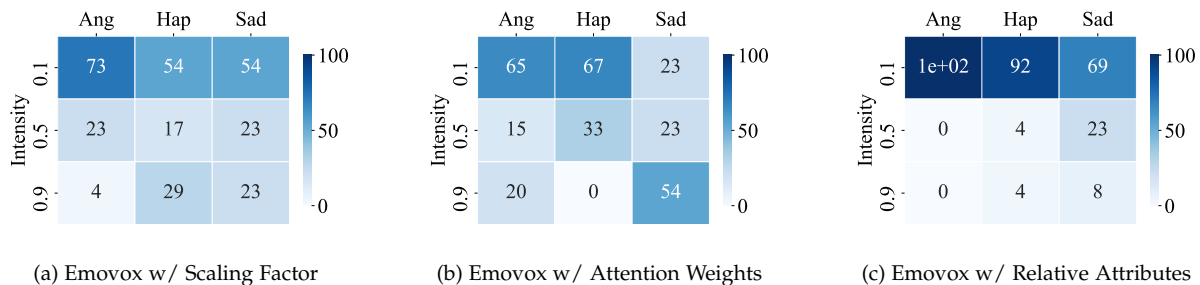 Ang Hap Sad
Intensity
0.1 73 54 54
0.5 23 17 23
0.9 4 29 23
100
50
0
(a) Emovox w/ Scaling Factor
Ang Hap Sad
Intensity
0.1 65 67 23
0.5 15 33 23
0.9 20 0 54
100
50
0
(b) Emovox w/ Attention Weights
Ang Hap Sad
Intensity
0.1 1e+02 92 69
0.5 0 4 23
0.9 0 4 8
100
50
0
(c) Emovox w/ Relative Attributes